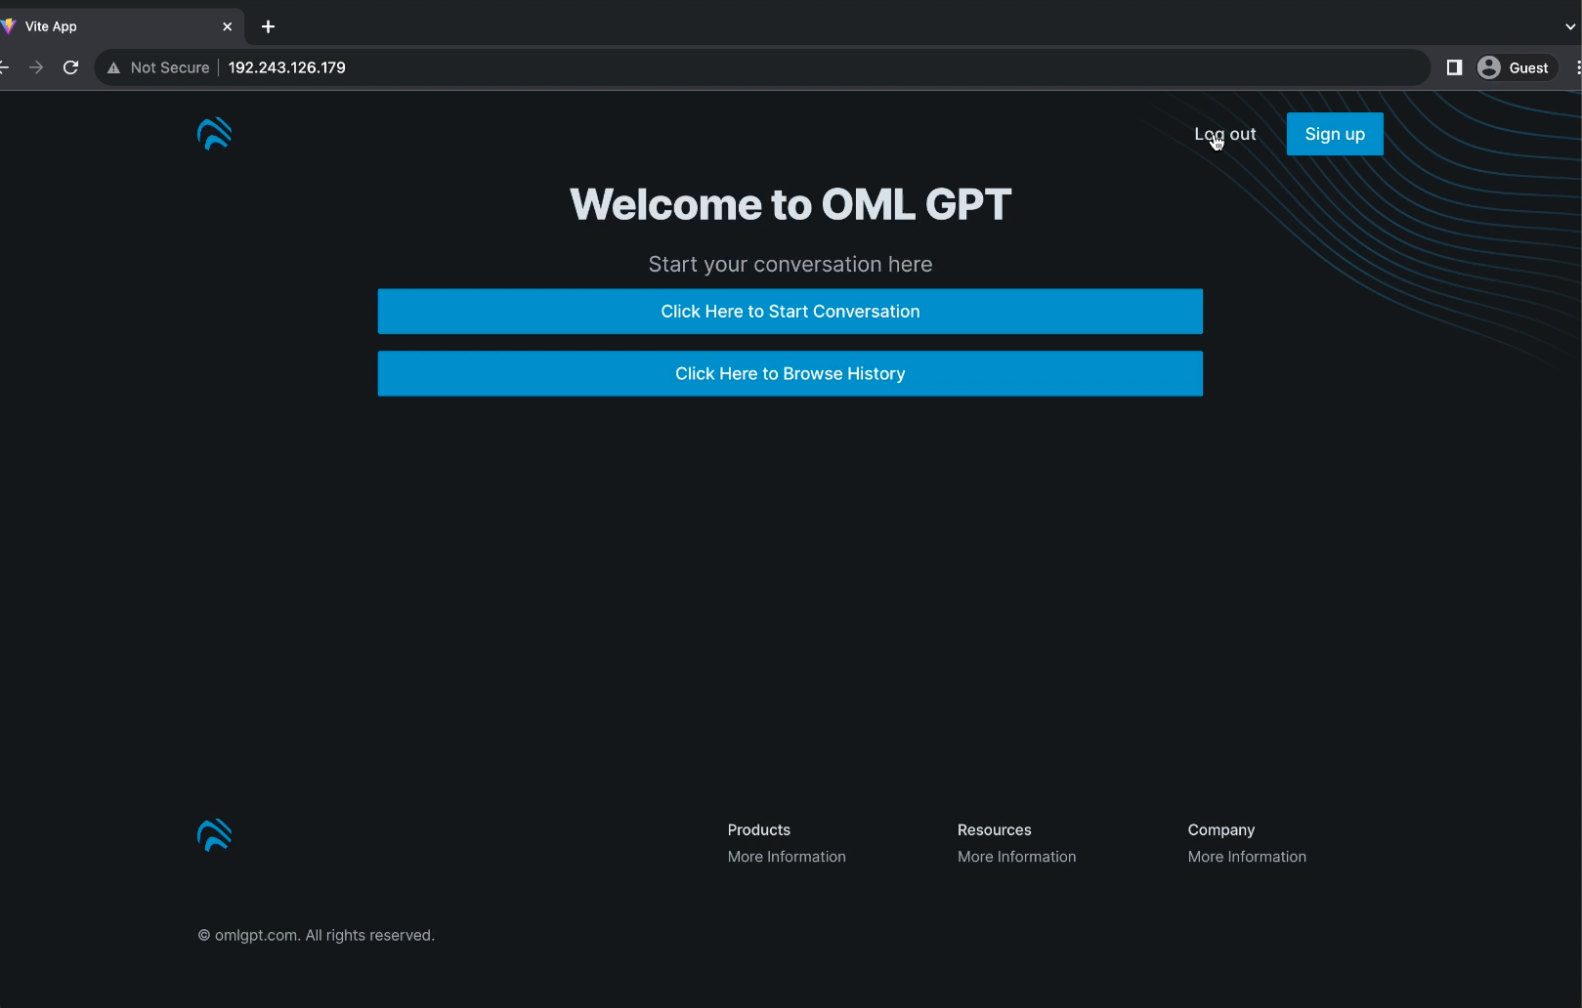 Vite App
Not Secure 192.243.126.179 Guest
Log out Sign up
Welcome to OML GPT
Start your conversation here
Click Here to Start Conversation
Click Here to Browse History
Products Resources Company
More Information More Information More Information
© omlgpt.com. All rights reserved.